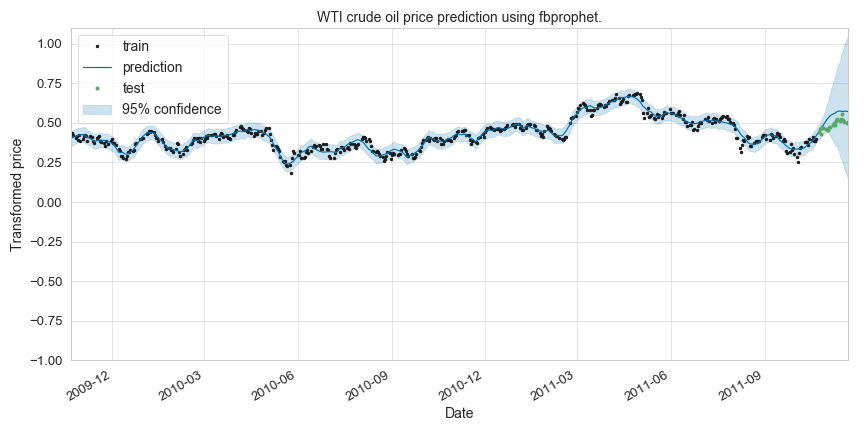 WTI crude oil price prediction using fbprophet.
train
prediction
test
95% confidence
1.00
0.75
0.50
0.25
0.00
−0.25
−0.50
−0.75
−1.00
Transformed price
2009-12
2010-03
2010-06
2010-09
2010-12
2011-03
2011-06
2011-09
Date